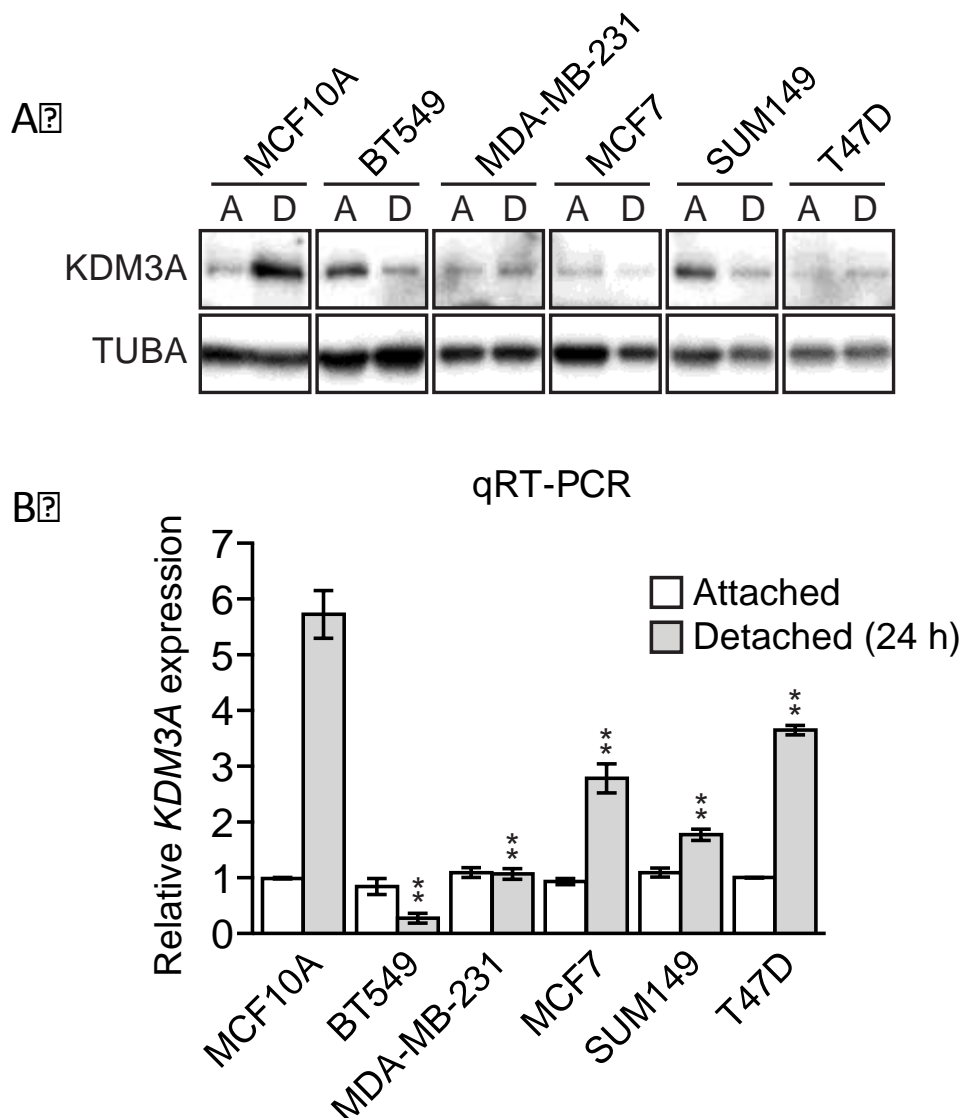 A
MCF10A BT549 MDA-MB-231 MCF7 SUM149 T47D
A D A D A D A D A D A D
KDM3A
TUBA
B
qRT-PCR
Relative KDM3A expression
7
6
5
4
3
2
1
0
Attached
Detached (24 h)
** ** ** ** **
MCF10A BT549 MDA-MB-231 MCF7 SUM149 T47D